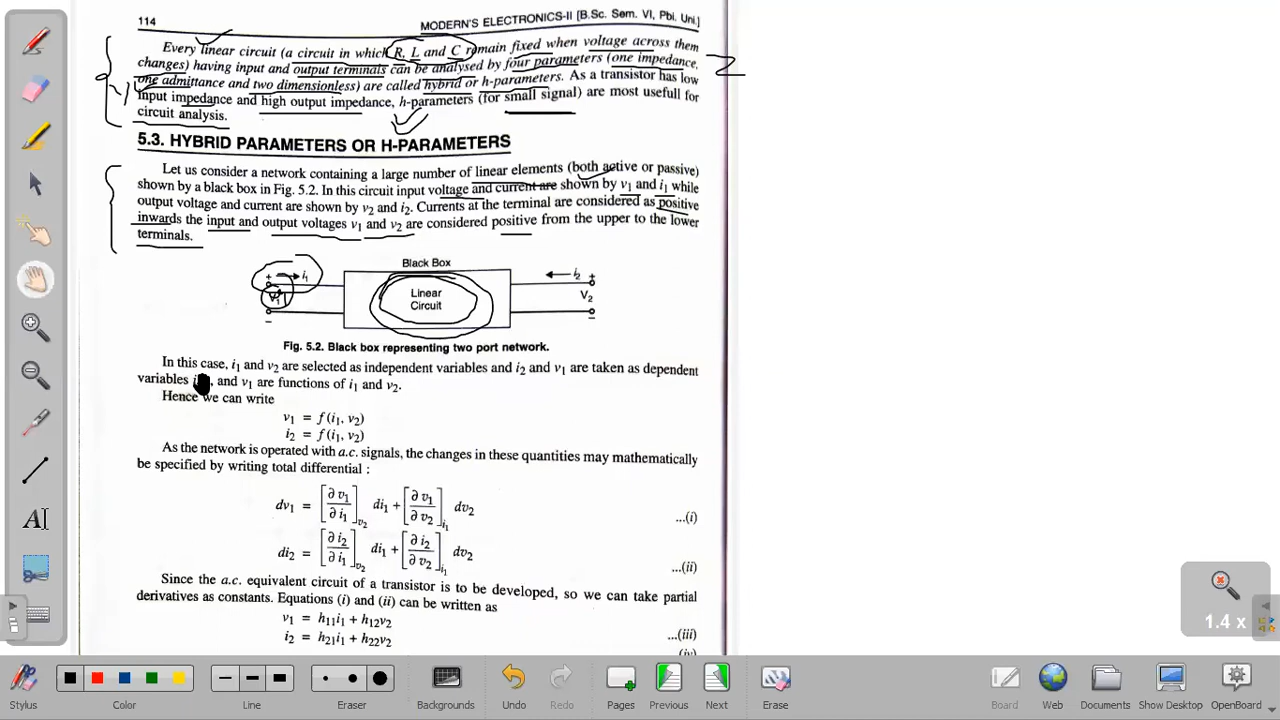 114
MODERN'S ELECTRONICS-II [B.Sc. Sem. VI, Pbi. Uni.]
Every linear circuit (a circuit in which R, L and C remain fixed when voltage across them
changes) having input and output terminals can be analysed by four parameters (one impedance,
one admittance and two dimensionless) are called hybrid or h-parameters. As a transistor has low
input impedance and high output impedance, h-parameters (for small signal) are most usefull for
circuit analysis.
5.3. HYBRID PARAMETERS OR H-PARAMETERS
Let us consider a network containing a large number of linear elements (both active or passive)
shown by a black box in Fig. 5.2. In this circuit input voltage and current are shown by v1 and i1 while
output voltage and current are shown by v2 and i2. Currents at the terminal are considered as positive
inwards the input and output voltages v1 and v2 are considered positive from the upper to the lower
terminals.
Black Box
+ i1
i2 +
V1
Linear
Circuit
V2
−
−
Fig. 5.2. Black box representing two port network.
In this case, i1 and v2 are selected as independent variables and i2 and v1 are taken as dependent
variables , and v1 are functions of i1 and v2.
Hence we can write
v1 = f(i1, v2)
i2 = f(i1, v2)
As the network is operated with a.c. signals, the changes in these quantities may mathematically
be specified by writing total differential :
dv1 = [∂v1/∂i1]v2 di1 + [∂v1/∂v2]i1 dv2 ...(i)
di2 = [∂i2/∂i1]v2 di1 + [∂i2/∂v2]i1 dv2 ...(ii)
Since the a.c. equivalent circuit of a transistor is to be developed, so we can take partial
derivatives as constants. Equations (i) and (ii) can be written as
v1 = h11i1 + h12v2 ...(iii)
i2 = h21i1 + h22v2
1.4 x
Stylus
Color
Line
Eraser
Backgrounds
Undo
Redo
Pages
Previous
Next
Erase
Board
Web
Documents
Show Desktop
OpenBoard